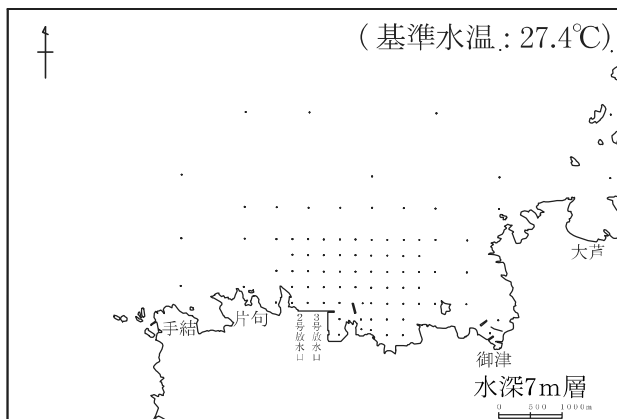 (基準水温:27.4℃)
大芦
手結
片句
2号放水口
3号放水口
御津
水深7m層
0 500 1000m